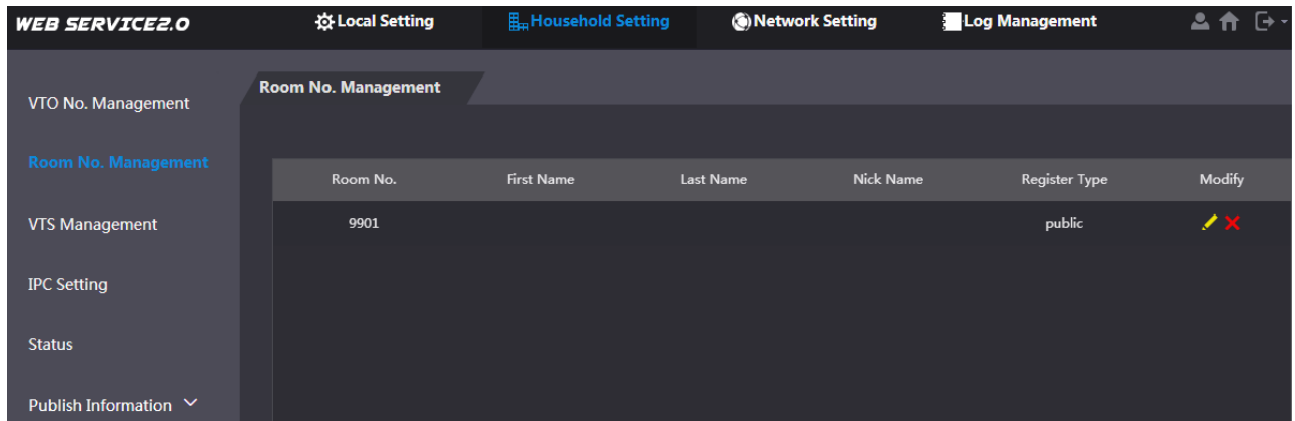 WEB SERVICE2.0 Local Setting Household Setting Network Setting Log Management
Room No. Management
VTO No. Management
Room No. Management
VTS Management
IPC Setting
Status
Publish Information
Room No. First Name Last Name Nick Name Register Type Modify
9901 public